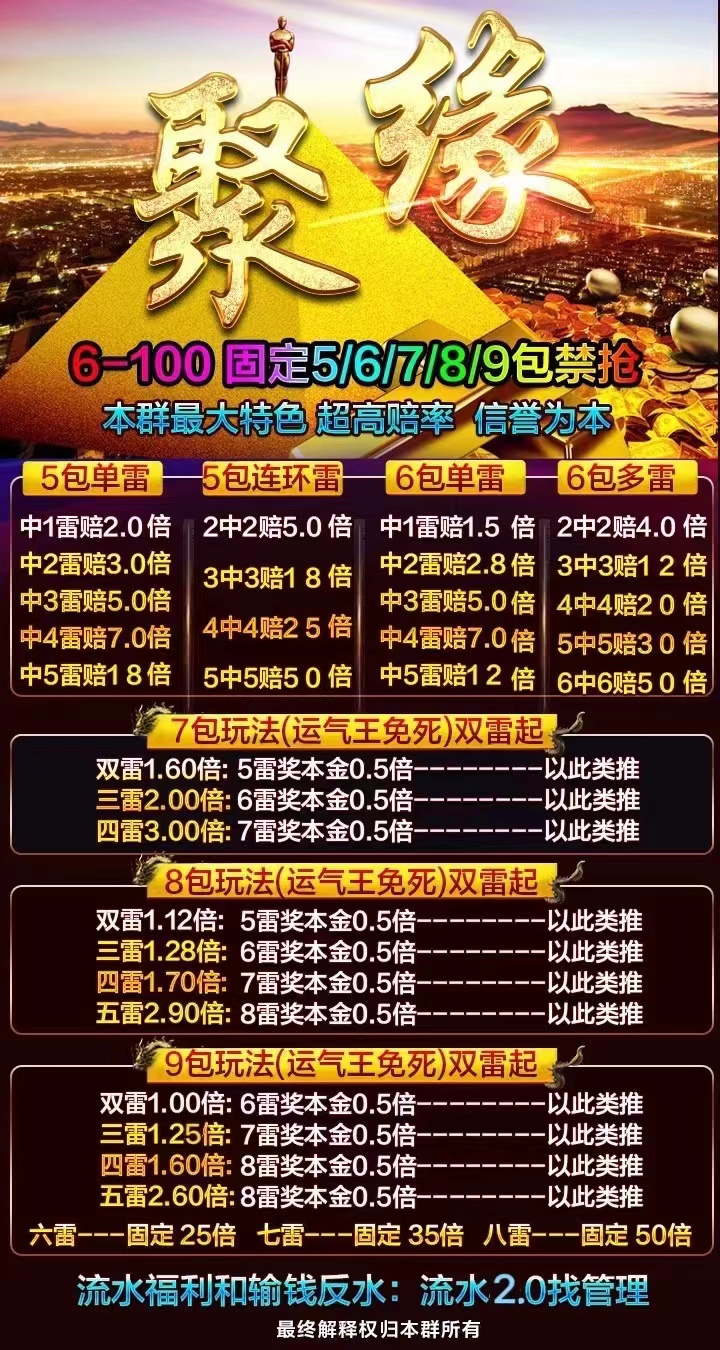 聚缘
6-100 固定5/6/7/8/9包禁抢
本群最大特色 超高赔率 信誉为本
5包单雷
中1雷赔2.0倍
中2雷赔3.0倍
中3雷赔5.0倍
中4雷赔7.0倍
中5雷赔18倍
5包连环雷
2中2赔5.0倍
3中3赔18倍
4中4赔25倍
5中5赔50倍
6包单雷
中1雷赔1.5倍
中2雷赔2.8倍
中3雷赔5.0倍
中4雷赔7.0倍
中5雷赔12倍
6包多雷
2中2赔4.0倍
3中3赔12倍
4中4赔20倍
5中5赔30倍
6中6赔50倍
7包玩法(运气王免死)双雷起
双雷1.60倍: 5雷奖本金0.5倍--------以此类推
三雷2.00倍: 6雷奖本金0.5倍--------以此类推
四雷3.00倍: 7雷奖本金0.5倍--------以此类推
8包玩法(运气王免死)双雷起
双雷1.12倍: 5雷奖本金0.5倍--------以此类推
三雷1.28倍: 6雷奖本金0.5倍--------以此类推
四雷1.70倍: 7雷奖本金0.5倍--------以此类推
五雷2.90倍: 8雷奖本金0.5倍--------以此类推
9包玩法(运气王免死)双雷起
双雷1.00倍: 6雷奖本金0.5倍--------以此类推
三雷1.25倍: 7雷奖本金0.5倍--------以此类推
四雷1.60倍: 8雷奖本金0.5倍--------以此类推
五雷2.60倍: 8雷奖本金0.5倍--------以此类推
六雷---固定25倍 七雷---固定35倍 八雷---固定50倍
流水福利和输钱反水：流水2.0找管理
最终解释权归本群所有